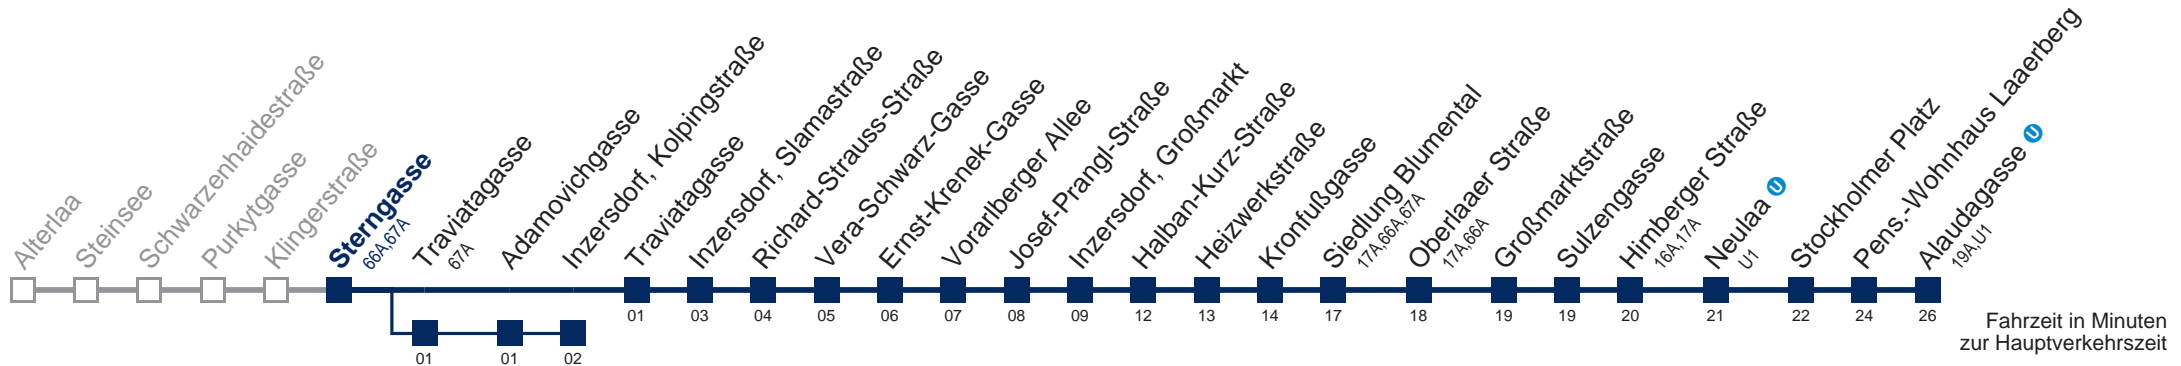 Alterlaa
Steinsee
Schwarzenhaidestraße
Purkytgasse
Klingerstraße
Sterngasse
66A,67A
Traviatagasse
67A
Adamovichgasse
Inzersdorf, Kolpingstraße
Traviatagasse
Inzersdorf, Slamastraße
Richard-Strauss-Straße
Vera-Schwarz-Gasse
Ernst-Krenek-Gasse
Vorarlberger Allee
Josef-Prangl-Straße
Inzersdorf, Großmarkt
Halban-Kurz-Straße
Heizwerkstraße
Kronfußgasse
Siedlung Blumental
17A,66A,67A
Oberlaaer Straße
17A,66A
Großmarktstraße
Sulzengasse
Himberger Straße
16A,17A
Neulaa U
U1
Stockholmer Platz
Pens.-Wohnhaus Laaerberg
Alaudagasse U
19A,U1
01 03 04 05 06 07 08 09 12 13 14 17 18 19 19 20 21 22 24 26
01 01 02
Fahrzeit in Minuten
zur Hauptverkehrszeit